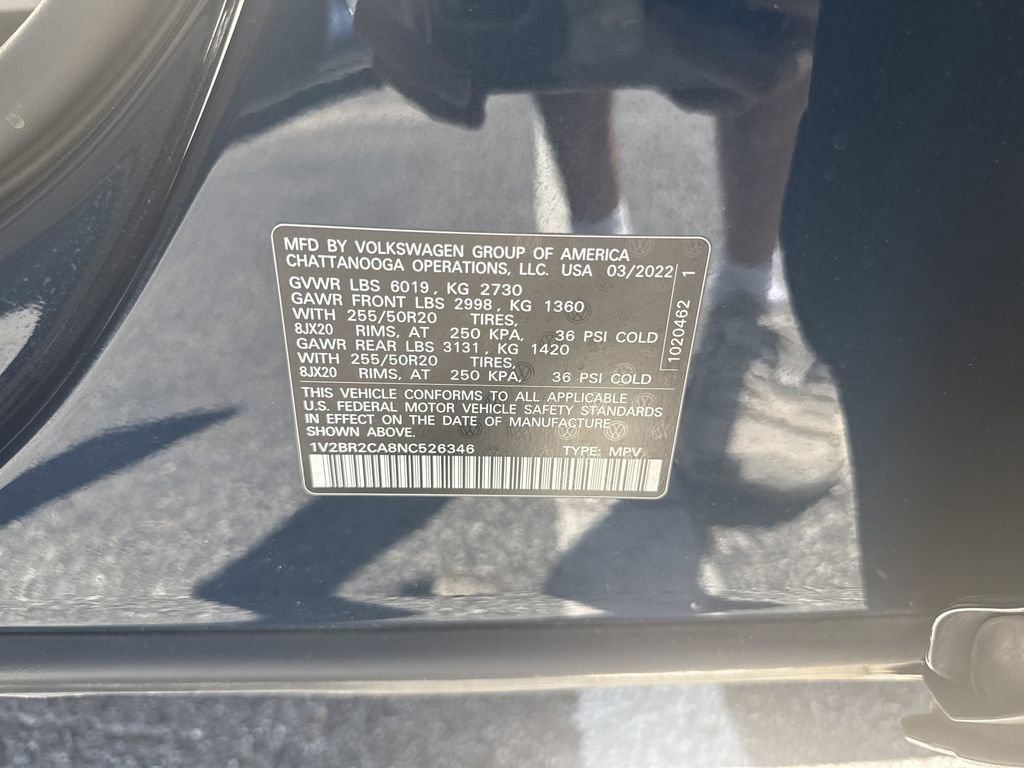 MFD BY VOLKSWAGEN GROUP OF AMERICA
CHATTANOOGA OPERATIONS, LLC. USA 03/2022
GVWR LBS 6019, KG 2730
GAWR FRONT LBS 2998, KG 1360
WITH 255/50R20 TIRES,
8JX20 RIMS, AT 250 KPA, 36 PSI COLD
GAWR REAR LBS 3131, KG 1420
WITH 255/50R20 TIRES,
8JX20 RIMS, AT 250 KPA, 36 PSI COLD
1020462 1
THIS VEHICLE CONFORMS TO ALL APPLICABLE
U.S. FEDERAL MOTOR VEHICLE SAFETY STANDARDS
IN EFFECT ON THE DATE OF MANUFACTURE
SHOWN ABOVE.
1V2BR2CA8NC526346 TYPE: MPV